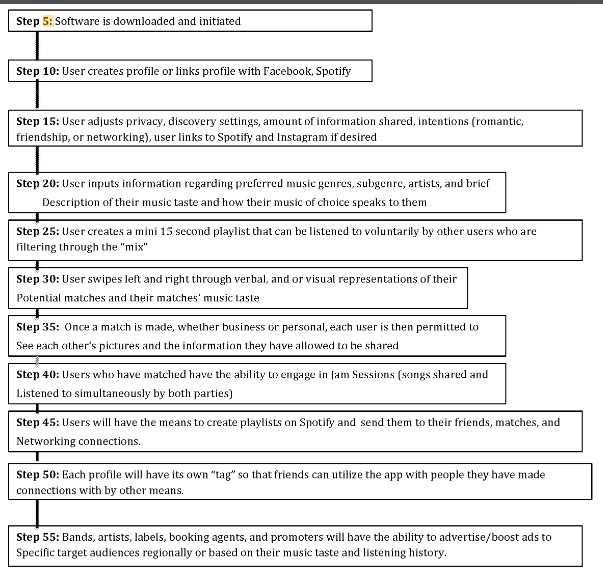 Step 5: Software is downloaded and initiated
Step 10: User creates profile or links profile with Facebook, Spotify
Step 15: User adjusts privacy, discovery settings, amount of information shared, intentions (romantic,
friendship, or networking), user links to Spotify and Instagram if desired
Step 20: User inputs information regarding preferred music genres, subgenre, artists, and brief
Description of their music taste and how their music of choice speaks to them
Step 25: User creates a mini 15 second playlist that can be listened to voluntarily by other users who are
filtering through the "mix"
Step 30: User swipes left and right through verbal, and or visual representations of their
Potential matches and their matches' music taste
Step 35: Once a match is made, whether business or personal, each user is then permitted to
See each other's pictures and the information they have allowed to be shared
Step 40: Users who have matched have the ability to engage in Jam Sessions (songs shared and
Listened to simultaneously by both parties)
Step 45: Users will have the means to create playlists on Spotify and send them to their friends, matches, and
Networking connections.
Step 50: Each profile will have its own "tag" so that friends can utilize the app with people they have made
connections with by other means.
Step 55: Bands, artists, labels, booking agents, and promoters will have the ability to advertise/boost ads to
Specific target audiences regionally or based on their music taste and listening history.